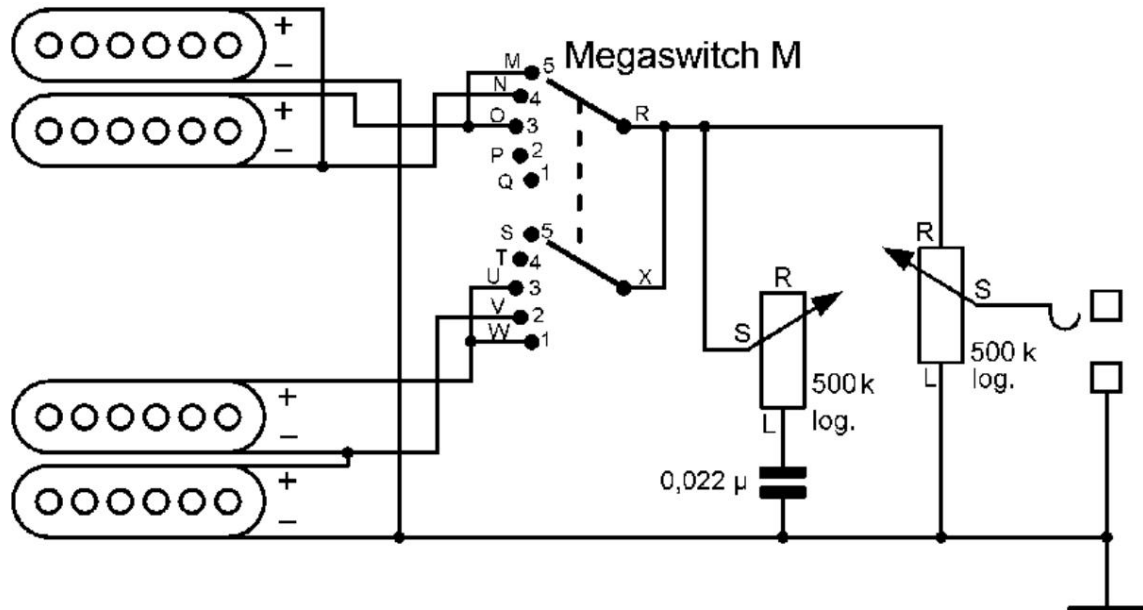 +
−
+
−
Megaswitch M
M 5
N 4
O 3
P 2
Q 1
R
S 5
T 4
U 3
V 2
W 1
X
R
S
L
500 k
log.
0,022 µ
R
S
L
500 k
log.
+
−
+
−